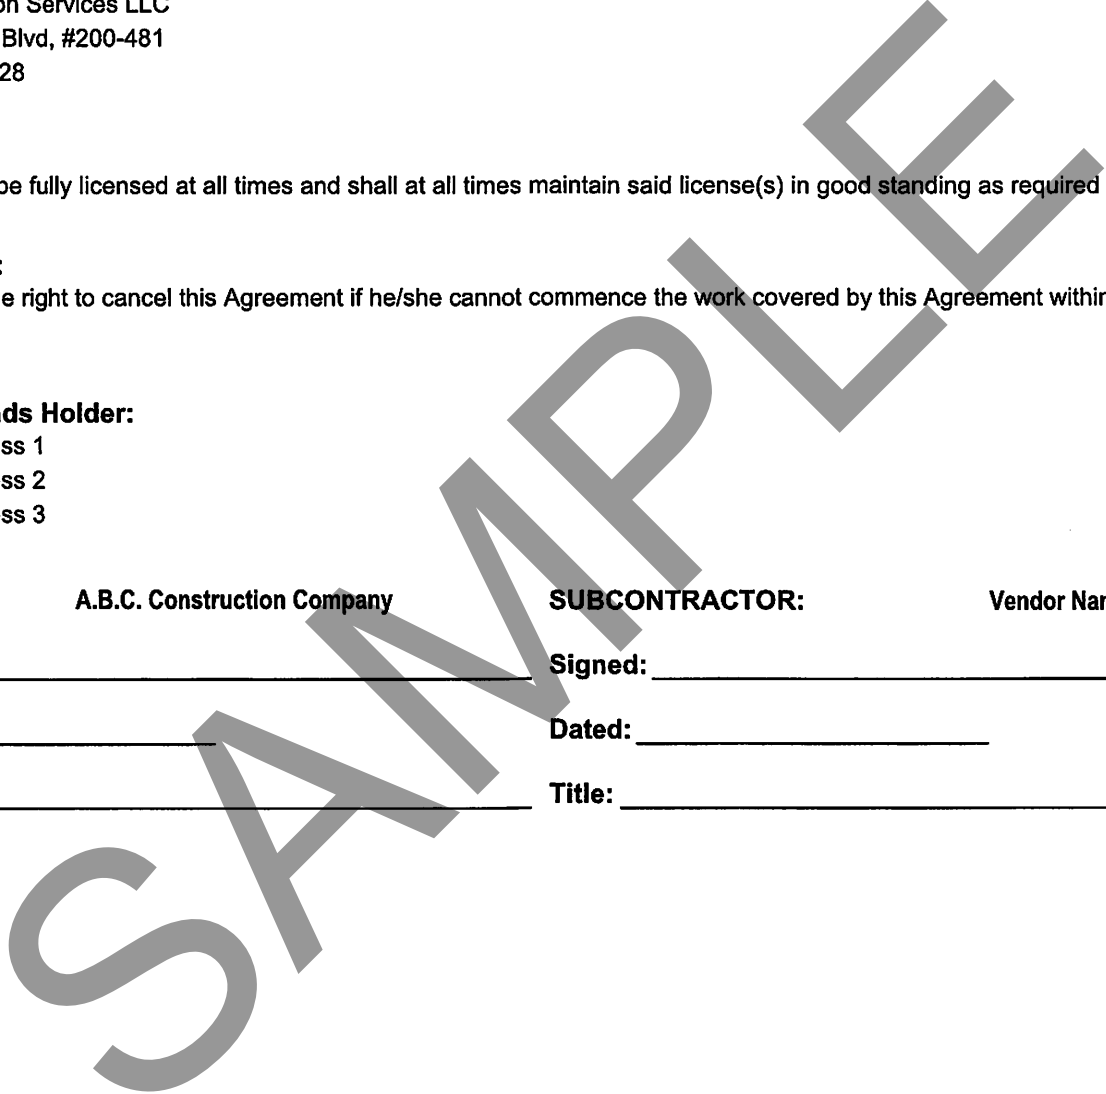 on Services LLC
Blvd, #200-481
28
be fully licensed at all times and shall at all times maintain said license(s) in good standing as required
:
e right to cancel this Agreement if he/she cannot commence the work covered by this Agreement within
ds Holder:
ss 1
ss 2
ss 3
A.B.C. Construction Company
SUBCONTRACTOR:
Vendor Nam
Signed:
Dated:
Title:
SAMPLE